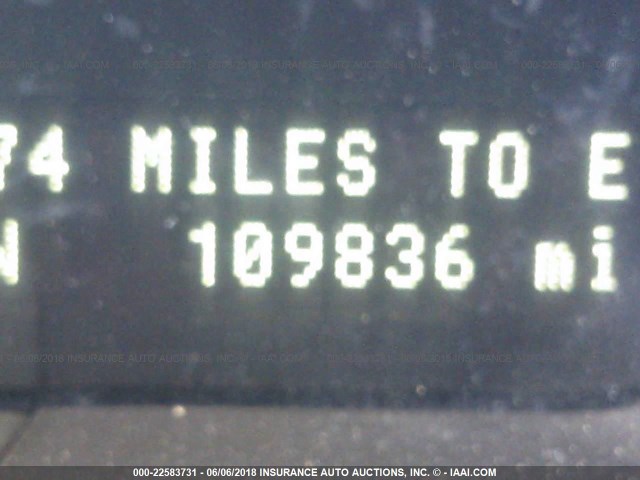 74 MILES TO E
N 109836 mi
000-22583731 - 06/06/2018 INSURANCE AUTO AUCTIONS, INC. © - IAAI.COM